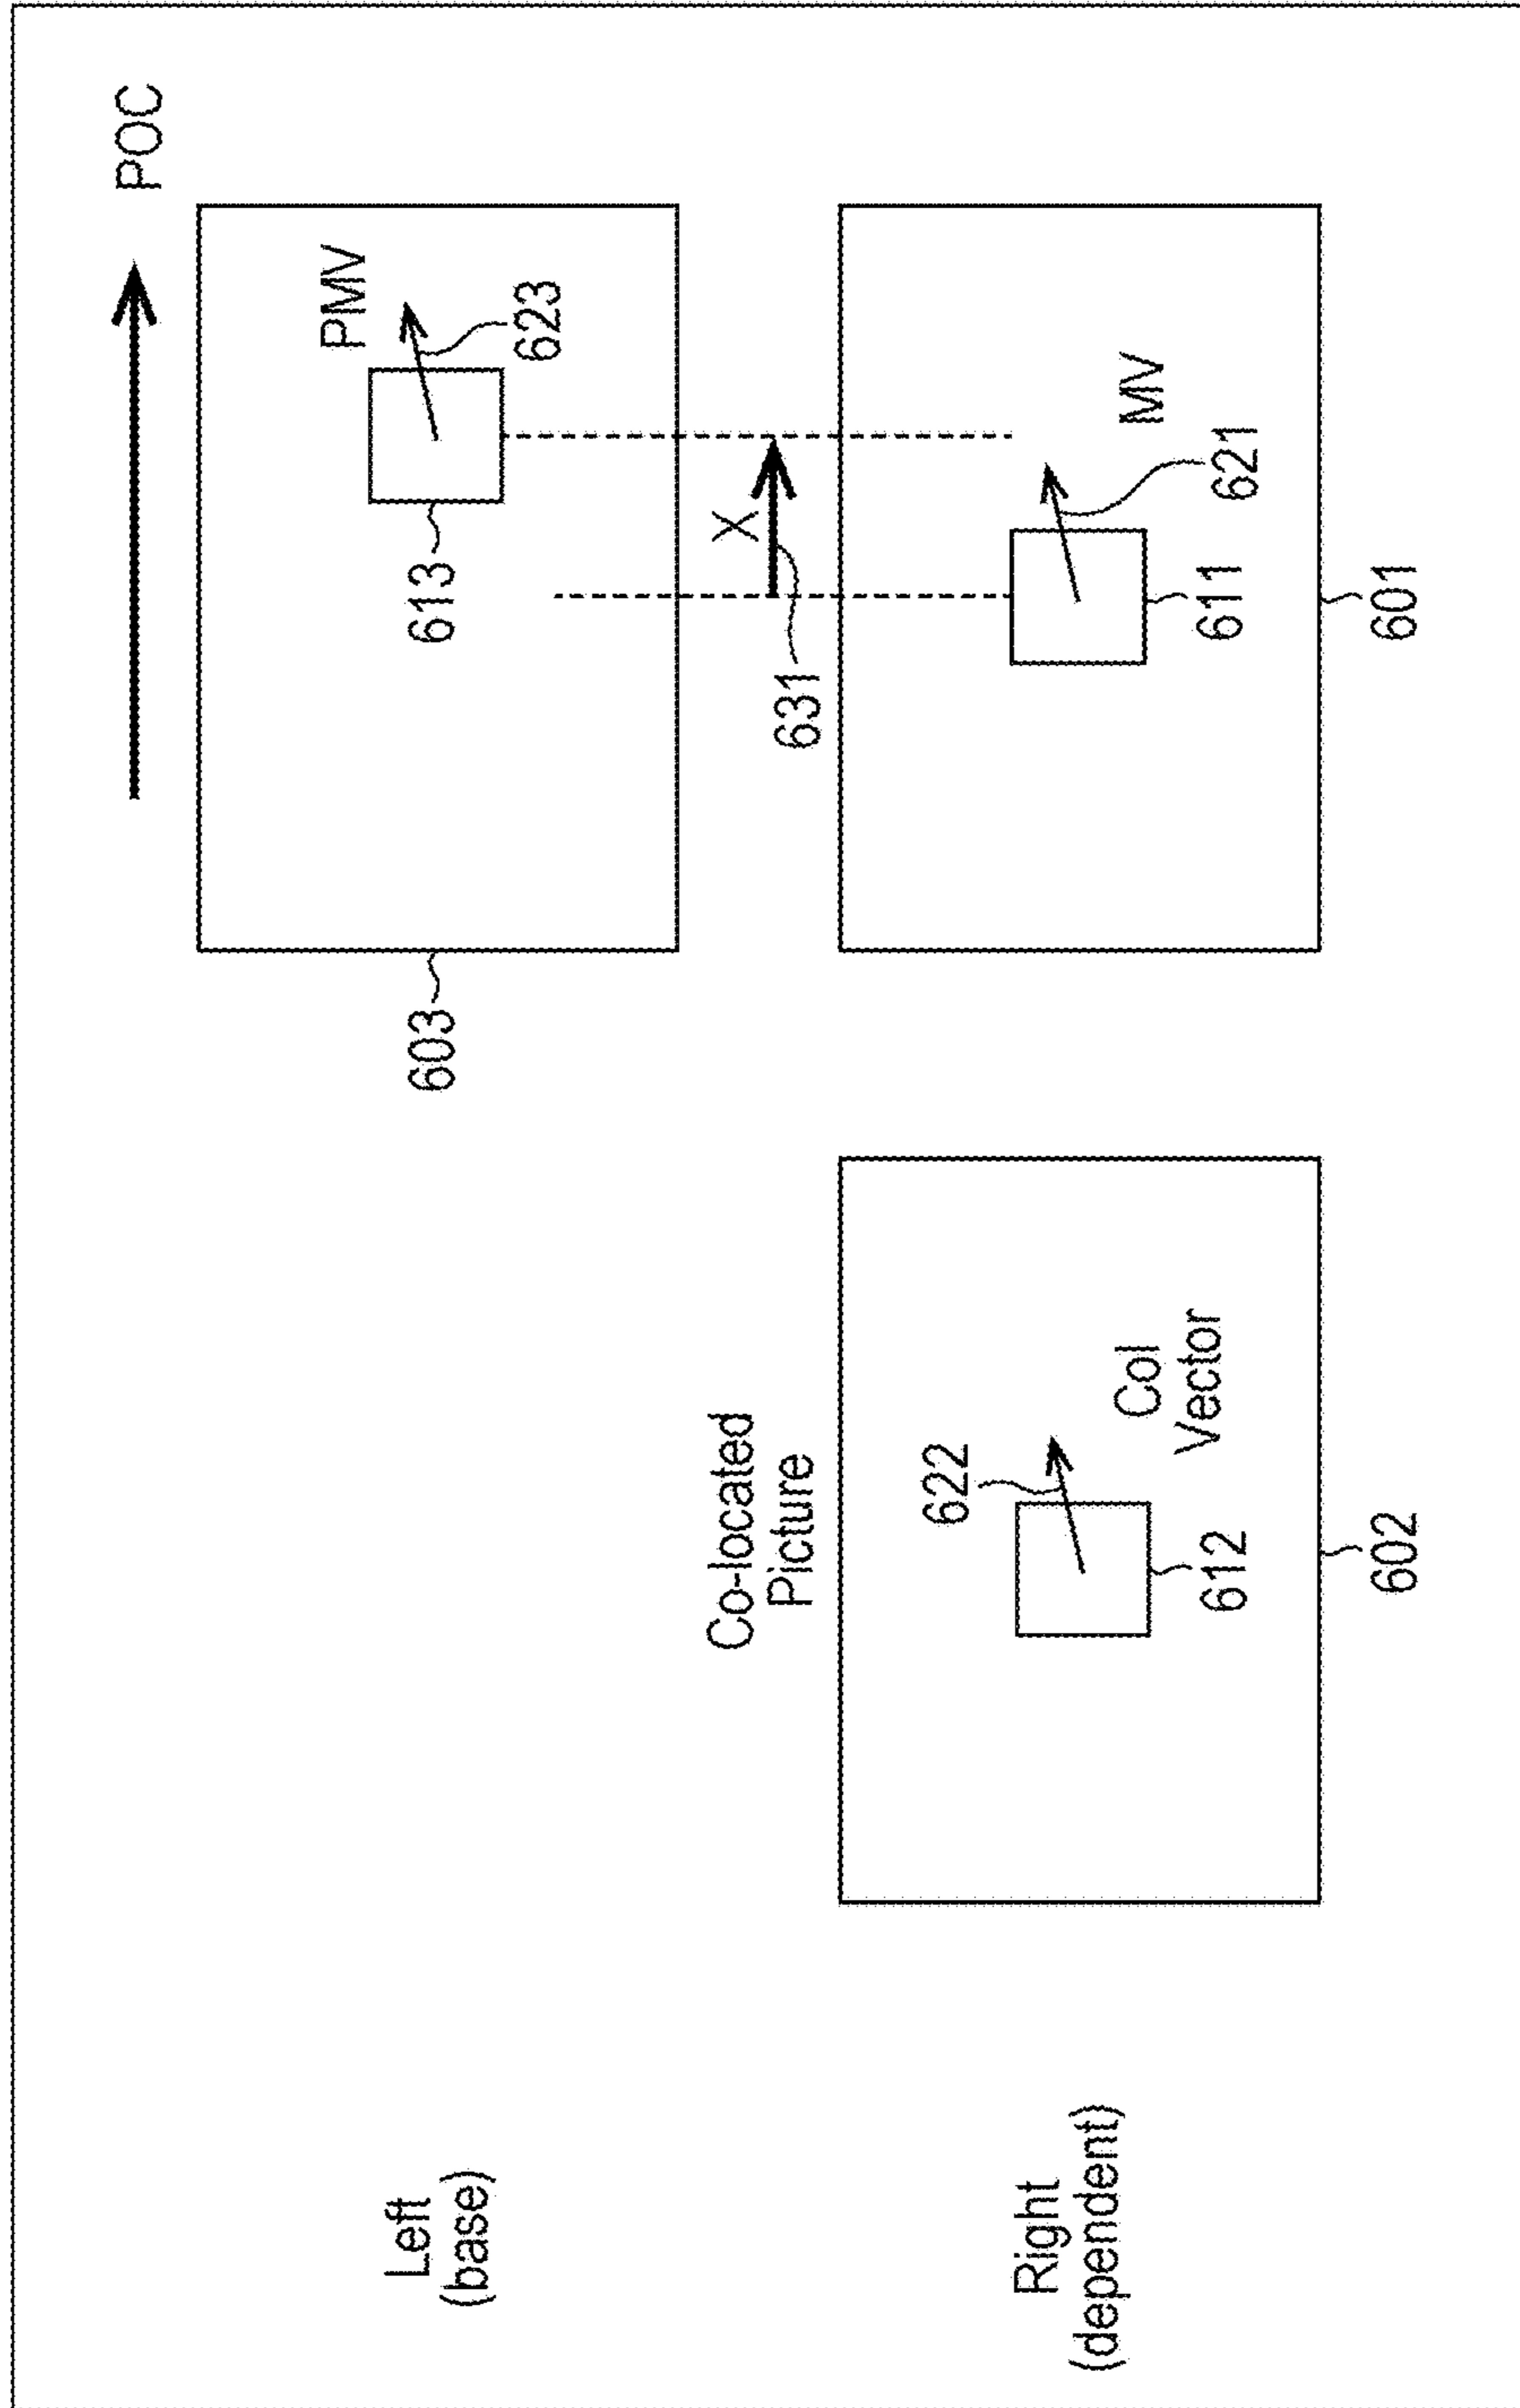 POC
Left
(base)
603
613
PMV
623
Co-located
Picture
631
X
Right
(dependent)
622
Col
Vector
612
602
MV
621
611
601